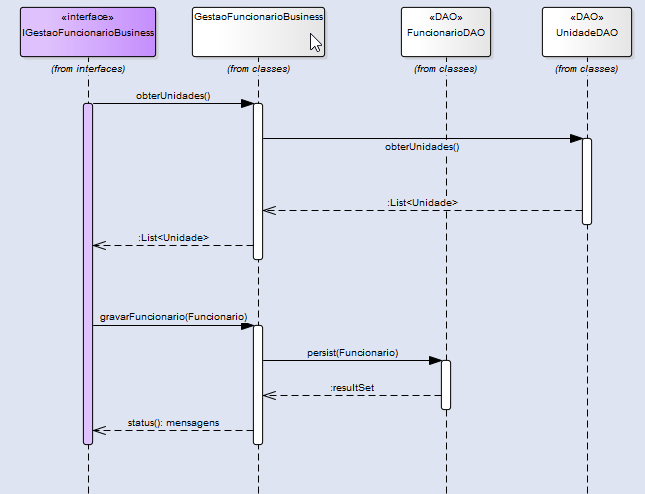 «interface»
IGestaoFuncionarioBusiness
(from interfaces)
GestaoFuncionarioBusiness
(from classes)
«DAO»
FuncionarioDAO
(from classes)
«DAO»
UnidadeDAO
(from classes)
obterUnidades()
obterUnidades()
:List<Unidade>
:List<Unidade>
gravarFuncionario(Funcionario)
persist(Funcionario)
:resultSet
status(): mensagens